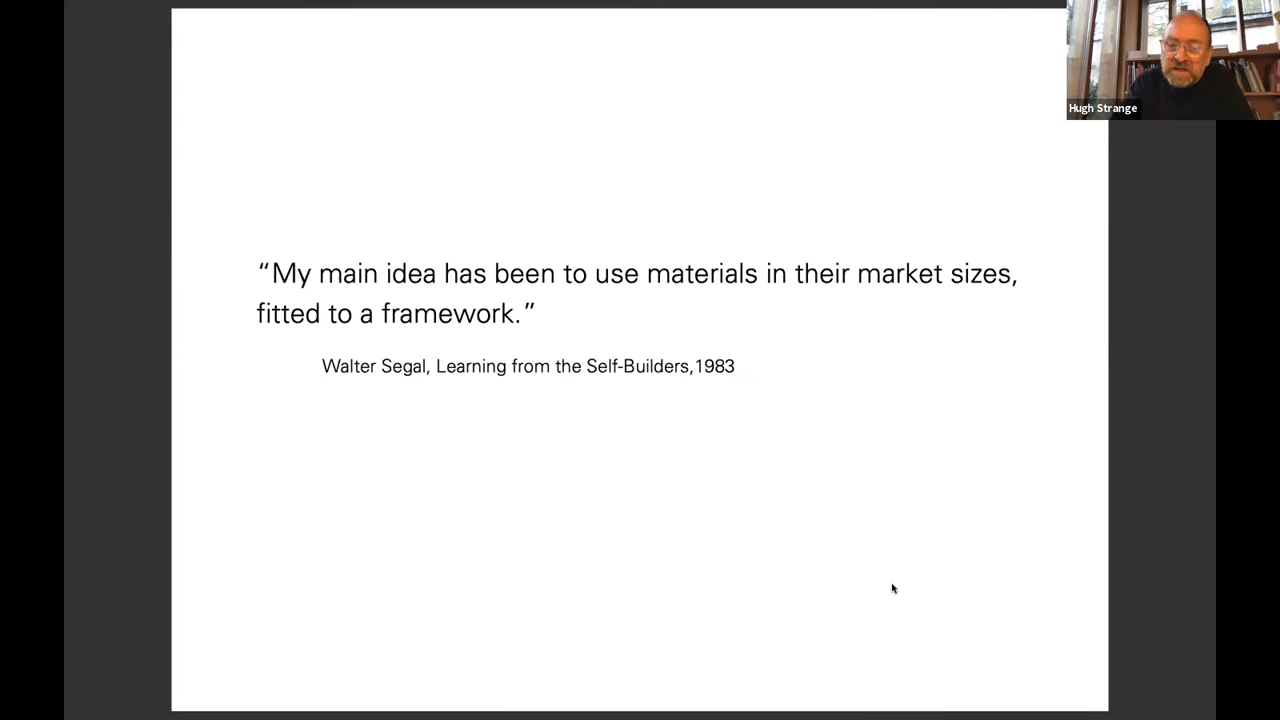 Hugh Strange
“My main idea has been to use materials in their market sizes,
fitted to a framework.”
Walter Segal, Learning from the Self-Builders,1983